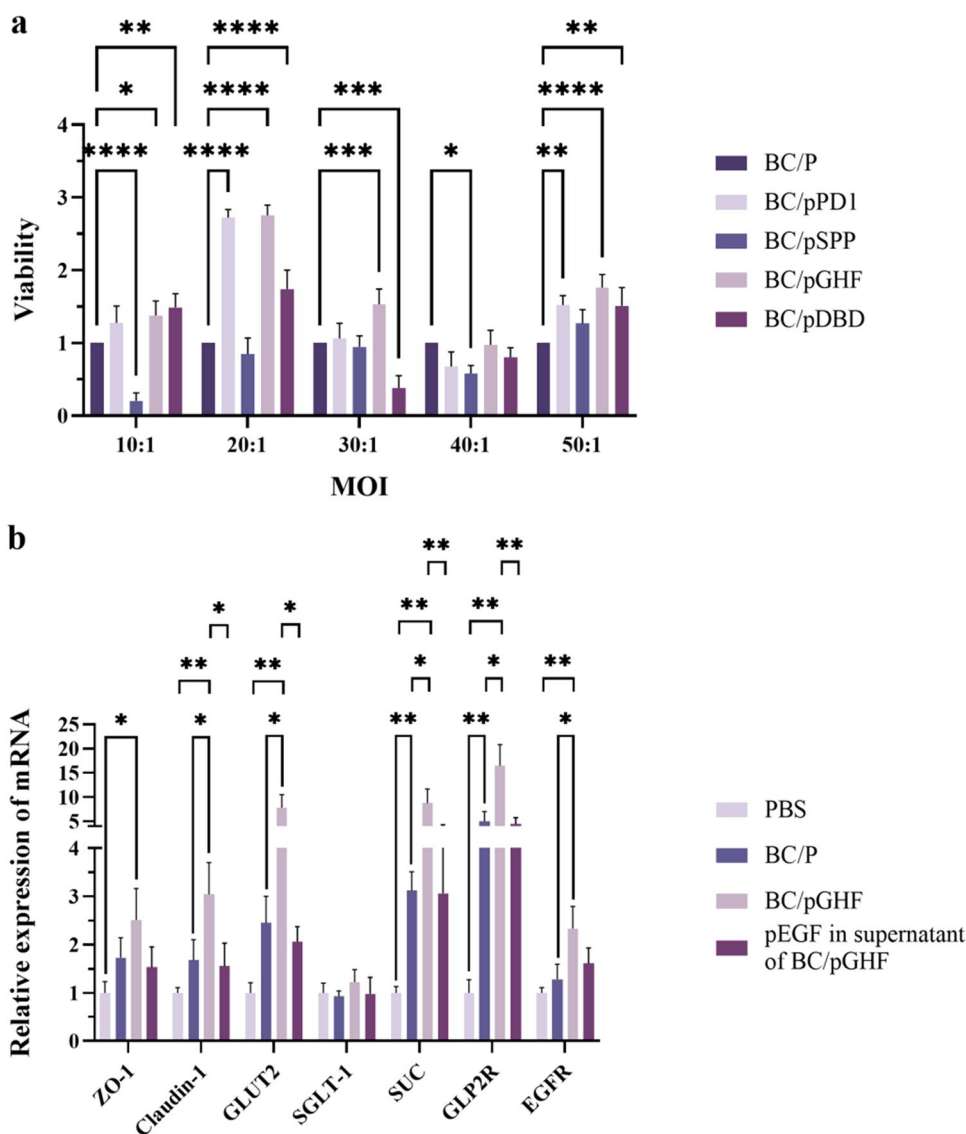 a
**
****
**
*
****
***
****
****
****
***
*
**
4
3
2
1
0
Viability
10:1
20:1
30:1
40:1
50:1
MOI
BC/P
BC/pPD1
BC/pSPP
BC/pGHF
BC/pDBD
b
**
**
*
*
**
**
**
**
*
*
**
*
*
*
**
**
*
25
20
15
10
5
4
3
2
1
0
Relative expression of mRNA
ZO-1
Claudin-1
GLUT2
SGLT-1
SUC
GLP2R
EGFR
PBS
BC/P
BC/pGHF
pEGF in supernatant
of BC/pGHF